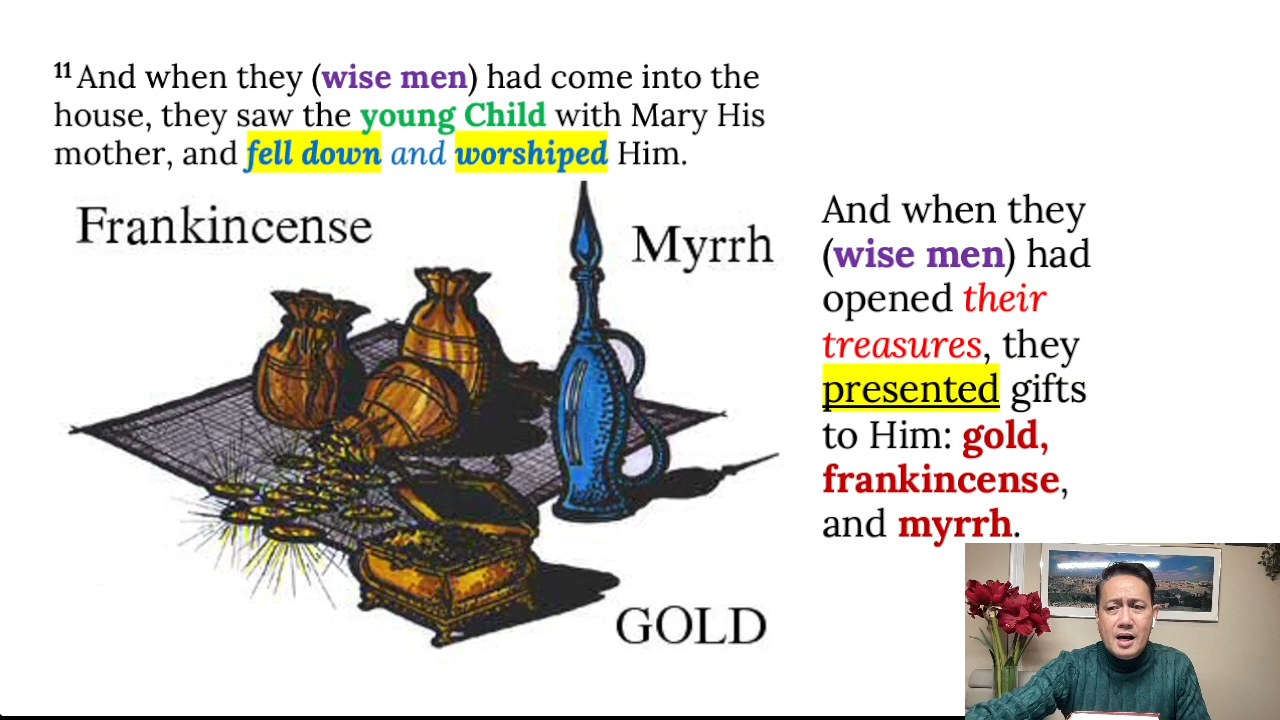 11 And when they (wise men) had come into the
house, they saw the young Child with Mary His
mother, and fell down and worshiped Him.
Frankincense
Myrrh
GOLD
And when they
(wise men) had
opened their
treasures, they
presented gifts
to Him: gold,
frankincense,
and myrrh.